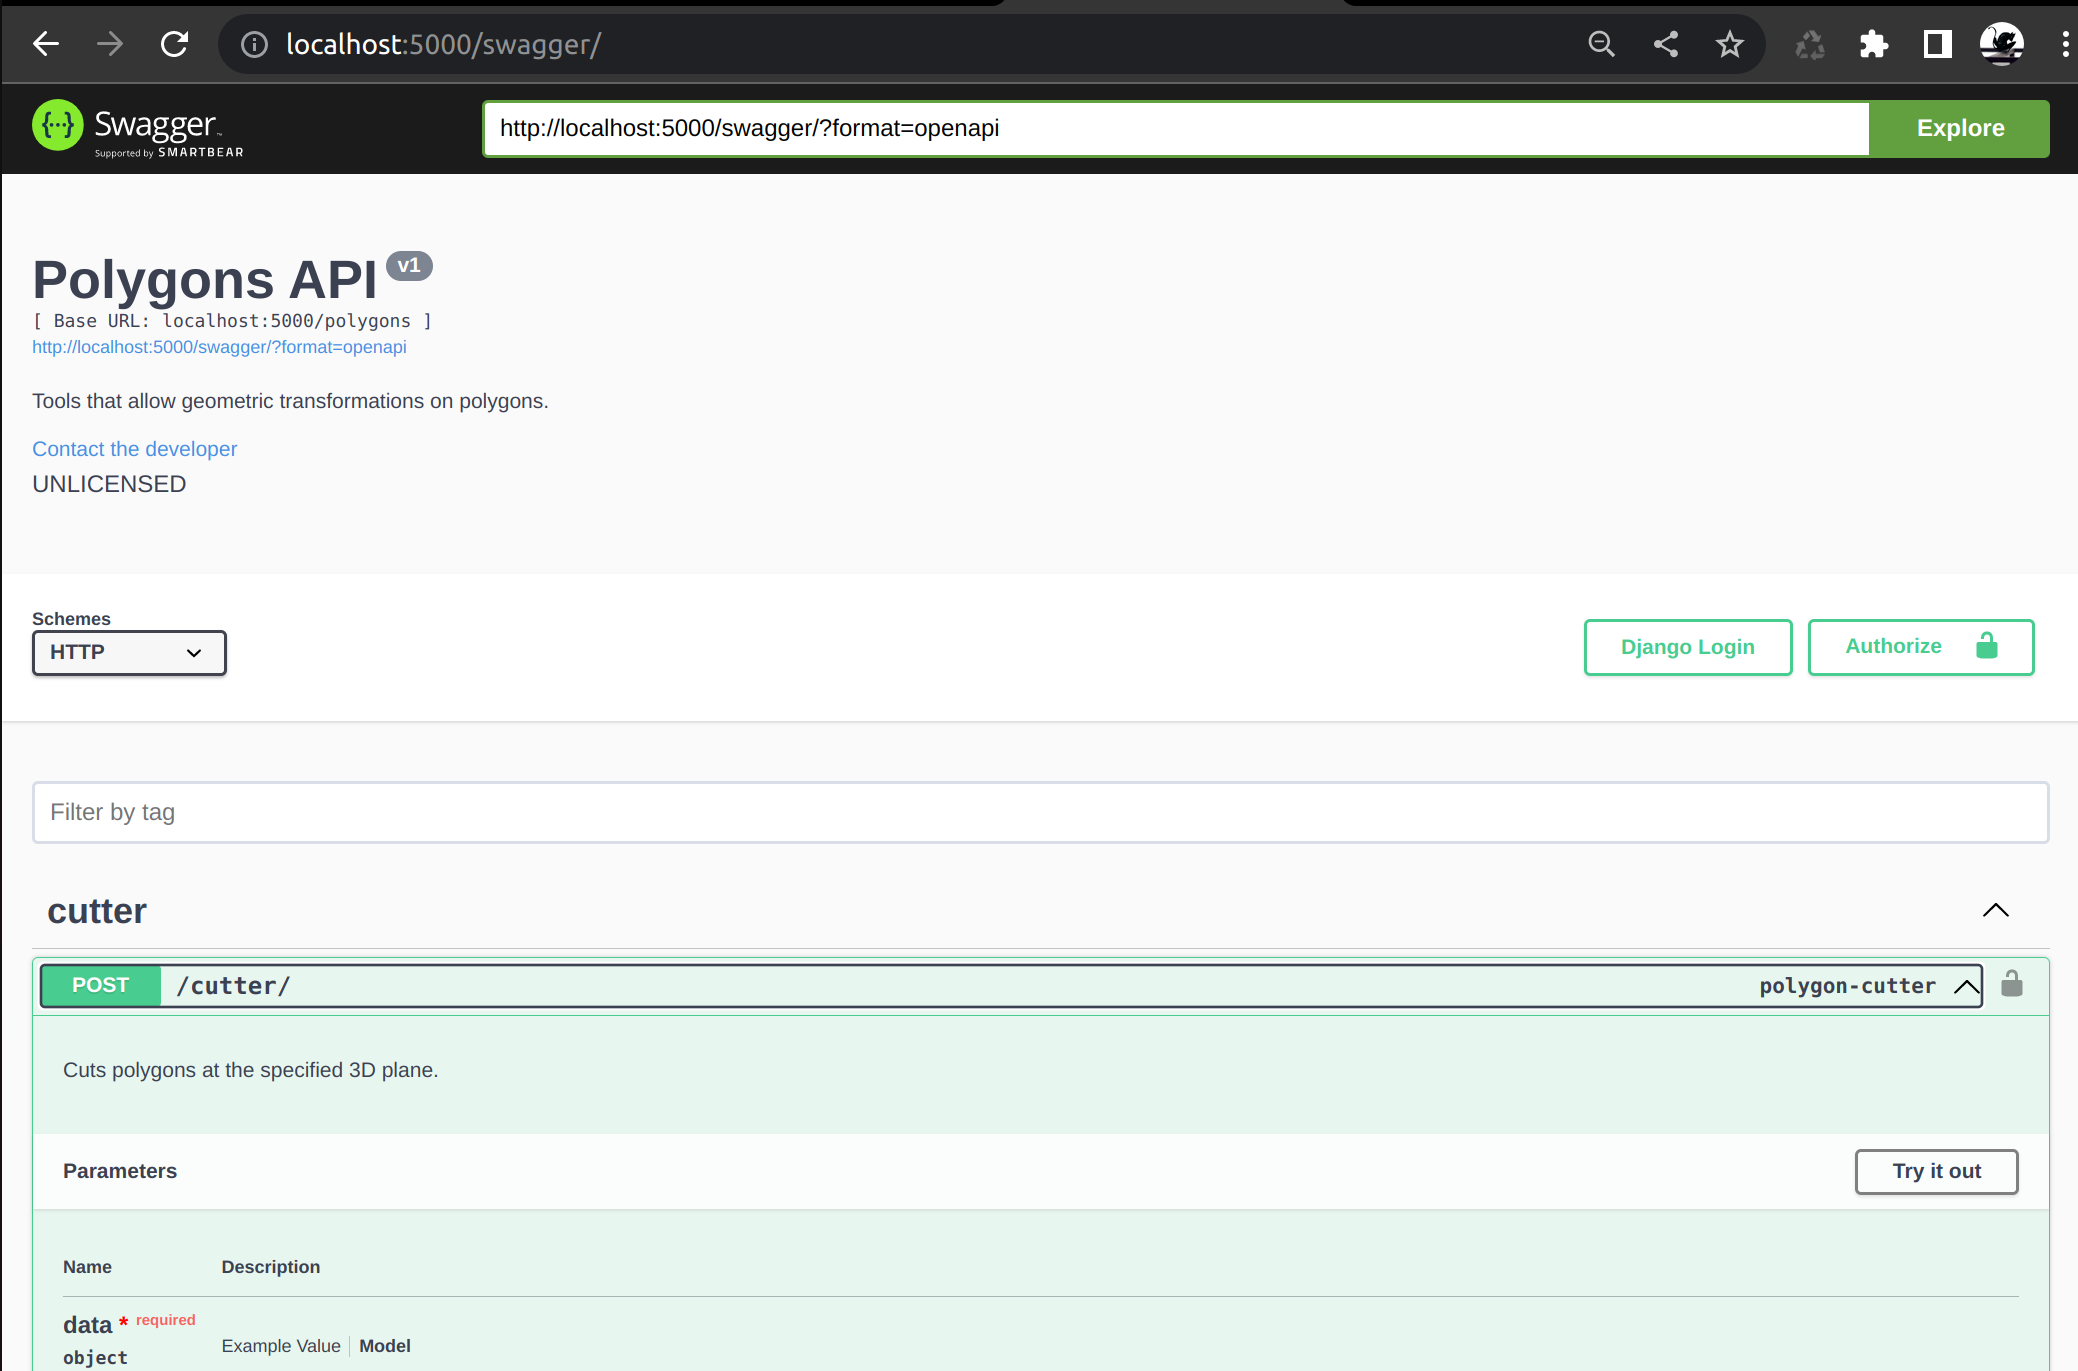 localhost:5000/swagger/
Swagger
Supported by SMARTBEAR
http://localhost:5000/swagger/?format=openapi
Explore
Polygons API v1
[ Base URL: localhost:5000/polygons ]
http://localhost:5000/swagger/?format=openapi
Tools that allow geometric transformations on polygons.
Contact the developer
UNLICENSED
Schemes
HTTP
Django Login
Authorize
Filter by tag
cutter
POST /cutter/ polygon-cutter
Cuts polygons at the specified 3D plane.
Parameters
Try it out
Name Description
data * required
Example Value Model
object